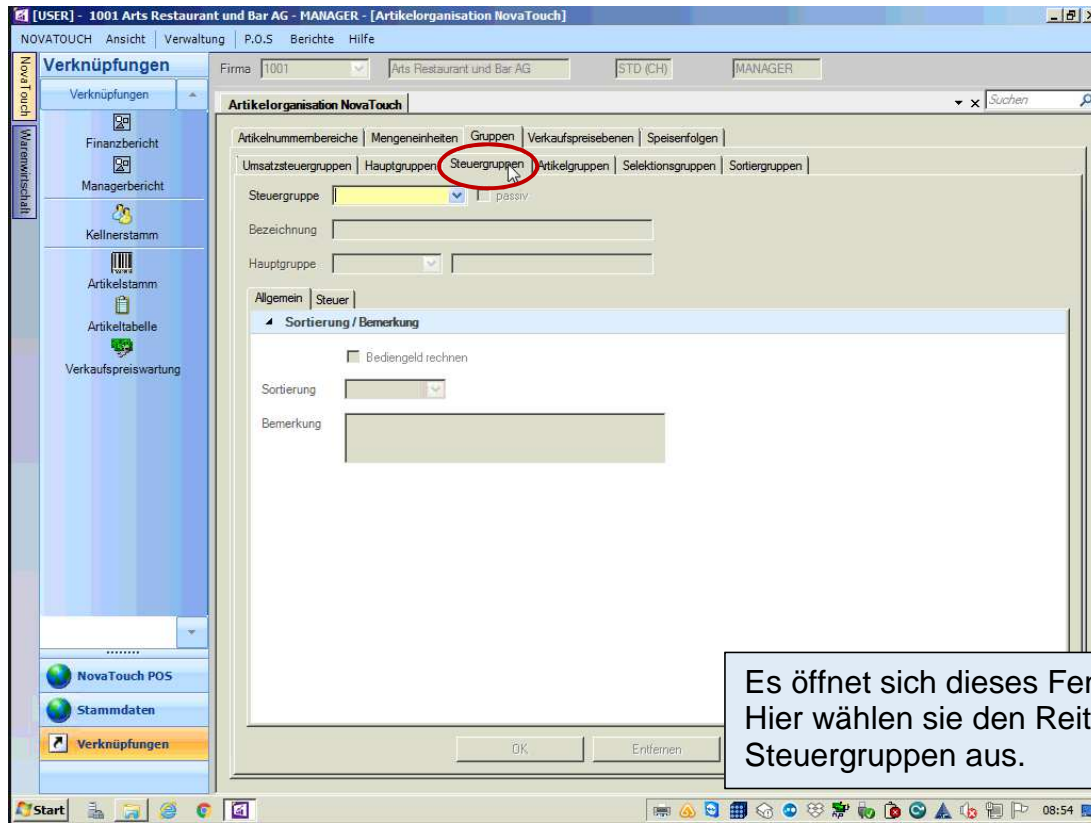 [USER] - 1001 Arts Restaurant und Bar AG - MANAGER - [Artikelorganisation NovaTouch]
NOVATOUCH Ansicht Verwaltung P.O.S Berichte Hilfe
NovaTouch
Warenwirtschaft
Verknüpfungen
Verknüpfungen
Finanzbericht
Managerbericht
Kellnerstamm
Artikelstamm
Artikeltabelle
Verkaufspreiswartung
NovaTouch POS
Stammdaten
Verknüpfungen
Firma 1001 Arts Restaurant und Bar AG STD (CH) MANAGER
Artikelorganisation NovaTouch x Suchen
Artikelnummernbereiche Mengeneinheiten Gruppen Verkaufspreisebenen Speisenfolgen
Umsatzsteuergruppen Hauptgruppen Steuergruppen Artikelgruppen Selektionsgruppen Sortiergruppen
Steuergruppe passiv
Bezeichnung
Hauptgruppe
Allgemein Steuer
Sortierung / Bemerkung
Bediengeld rechnen
Sortierung
Bemerkung
OK Entfernen
Es öffnet sich dieses Fer
Hier wählen sie den Reit
Steuergruppen aus.
Start 08:54